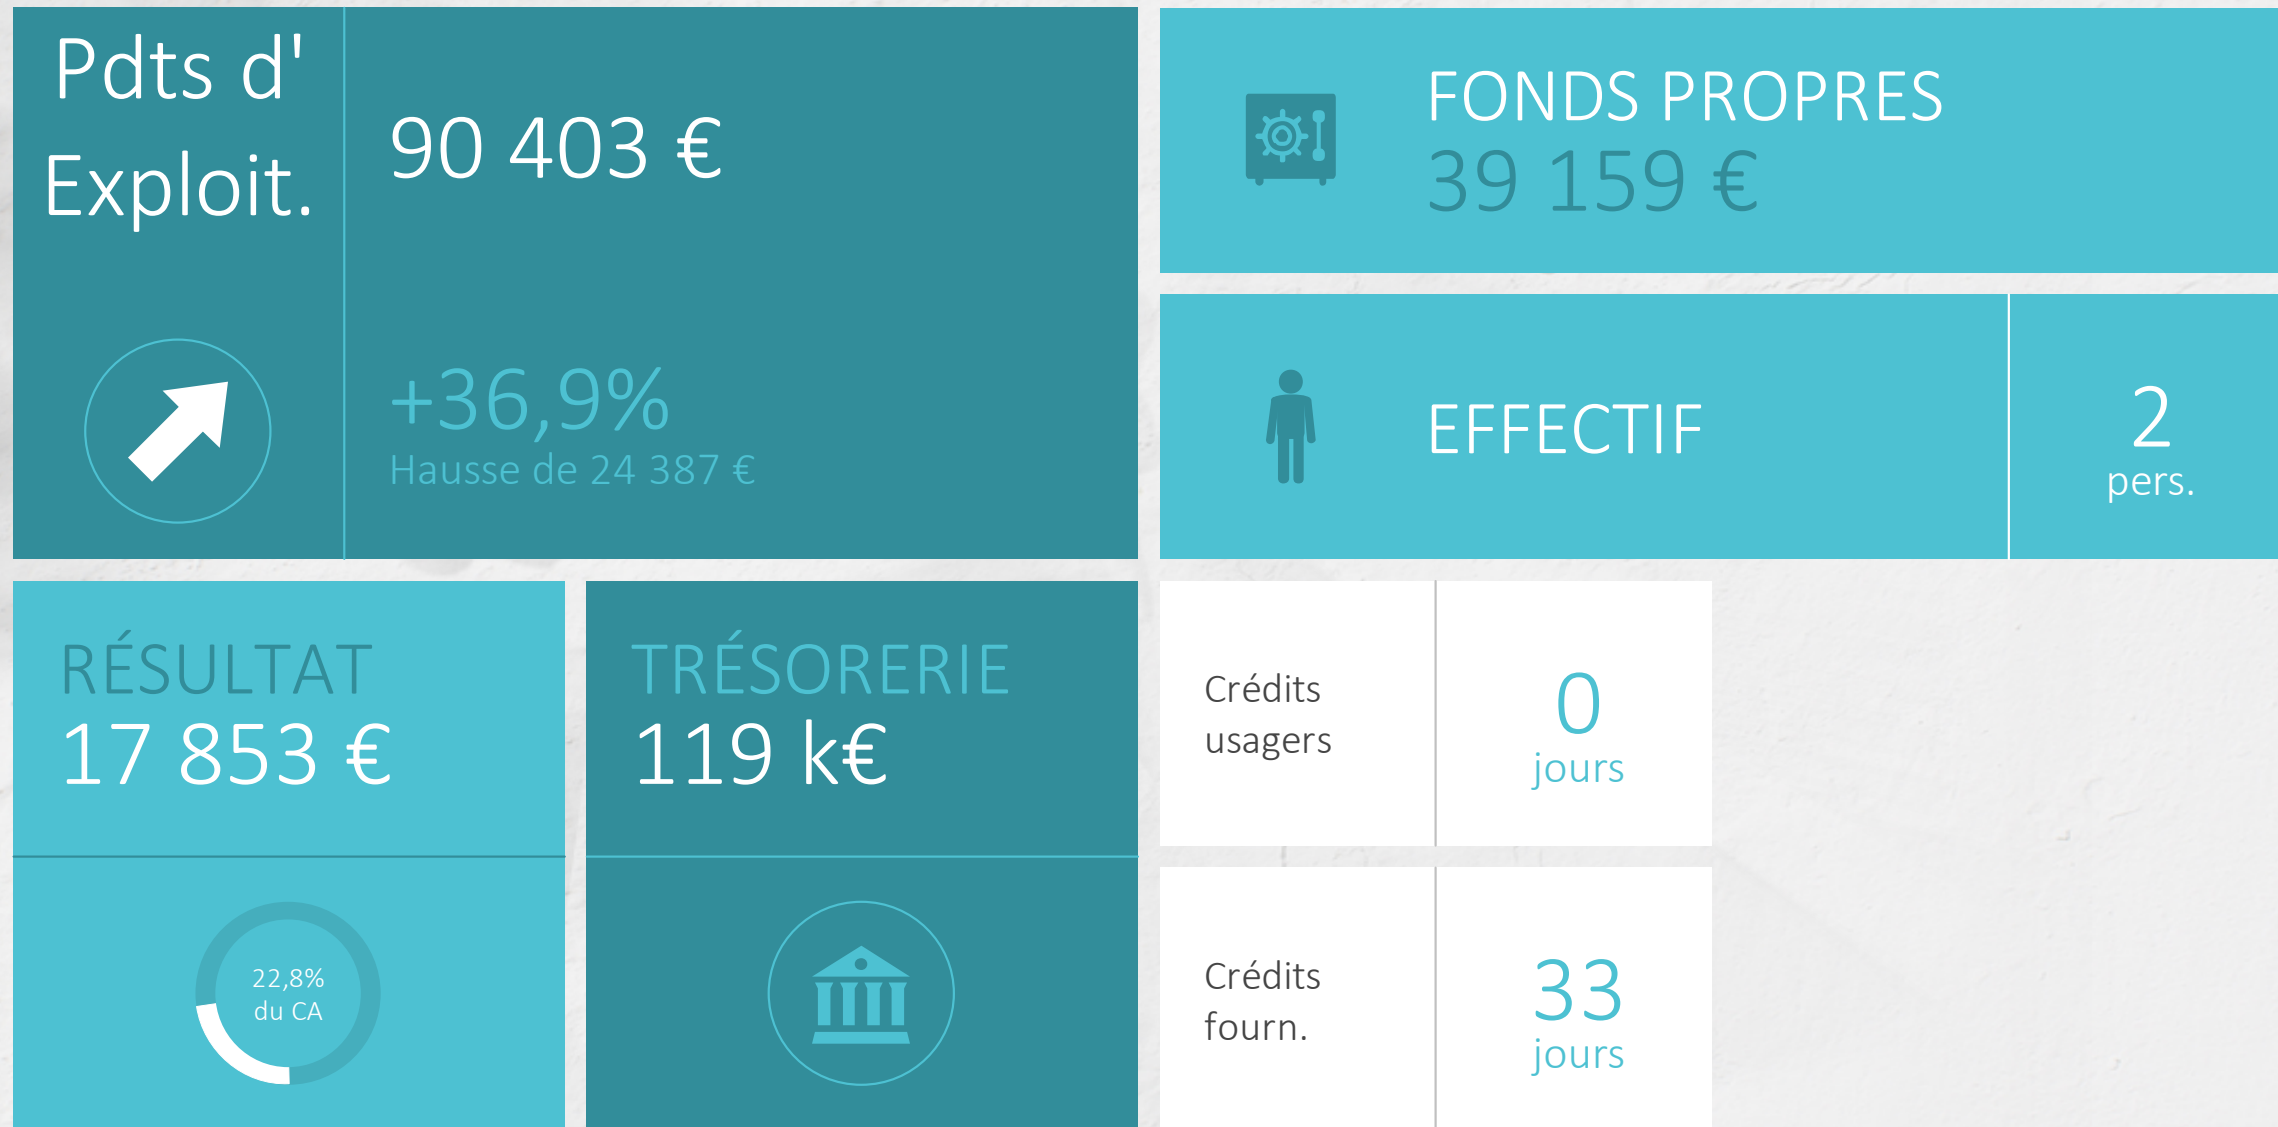 Pdts d'
Exploit.
90 403 €
+36,9%
Hausse de 24 387 €
FONDS PROPRES
39 159 €
EFFECTIF
2
pers.
RÉSULTAT
17 853 €
22,8%
du CA
TRÉSORERIE
119 k€
Crédits
usagers
0
jours
Crédits
fourn.
33
jours